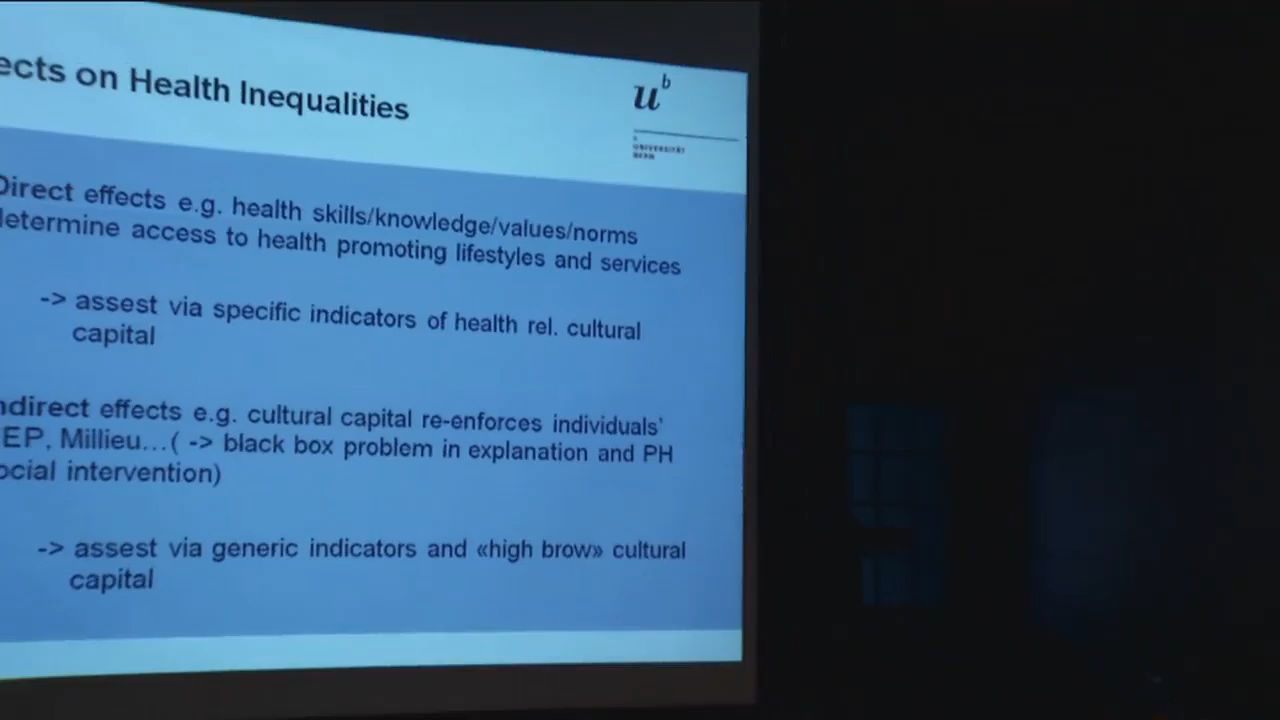 ects on Health Inequalities
u
b
UNIVERSITÄT
BERN
Direct effects e.g. health skills/knowledge/values/norms
determine access to health promoting lifestyles and services
-> assest via specific indicators of health rel. cultural
capital
ndirect effects e.g. cultural capital re-enforces individuals'
EP, Millieu...( -> black box problem in explanation and PH
ocial intervention)
-> assest via generic indicators and «high brow» cultural
capital